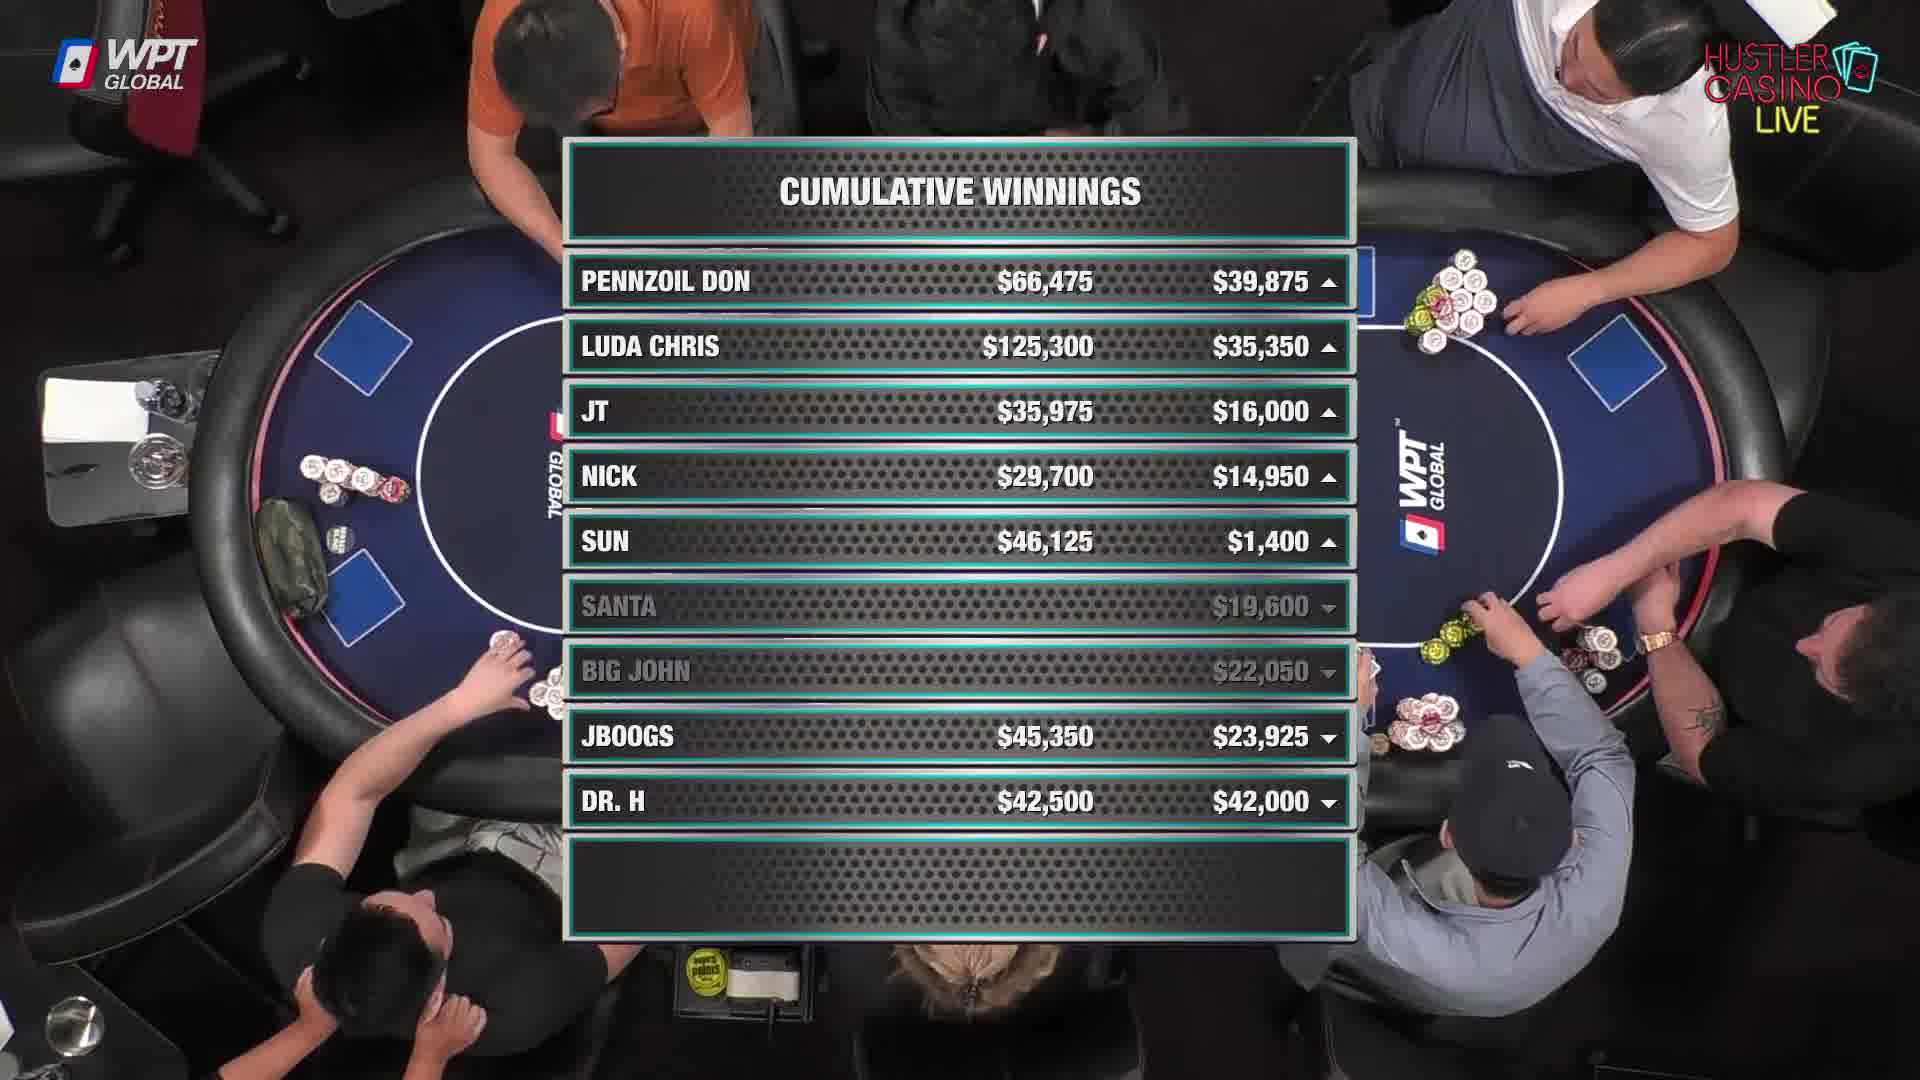 WPT
GLOBAL
HUSTLER
CASINO
LIVE
CUMULATIVE WINNINGS
PENNZOIL DON $66,475 $39,875
LUDA CHRIS $125,300 $35,350
JT $35,975 $16,000
NICK $29,700 $14,950
SUN $46,125 $1,400
SANTA $19,600
BIG JOHN $22,050
JBOOGS $45,350 $23,925
DR. H $42,500 $42,000
GLOBAL
WPT
GLOBAL